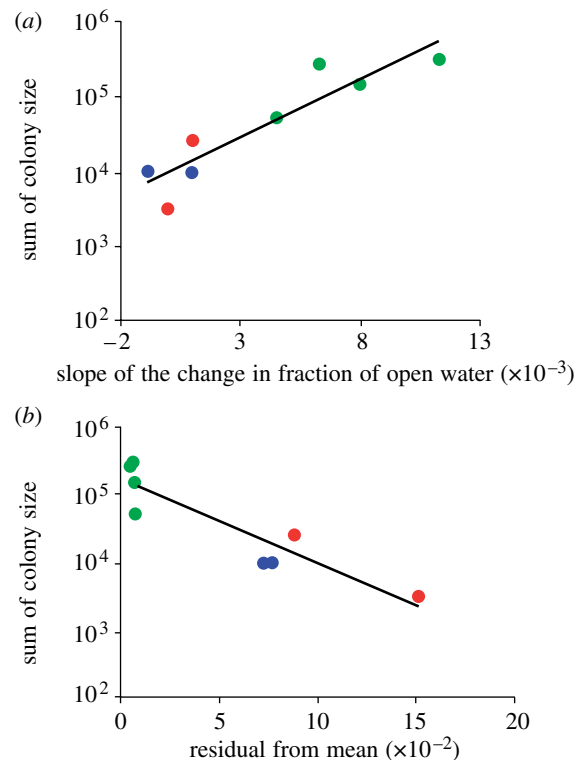 (a)
10^6
10^5
10^4
10^3
10^2
sum of colony size
−2 3 8 13
slope of the change in fraction of open water (×10^−3)
(b)
10^6
10^5
10^4
10^3
10^2
sum of colony size
0 5 10 15 20
residual from mean (×10^−2)